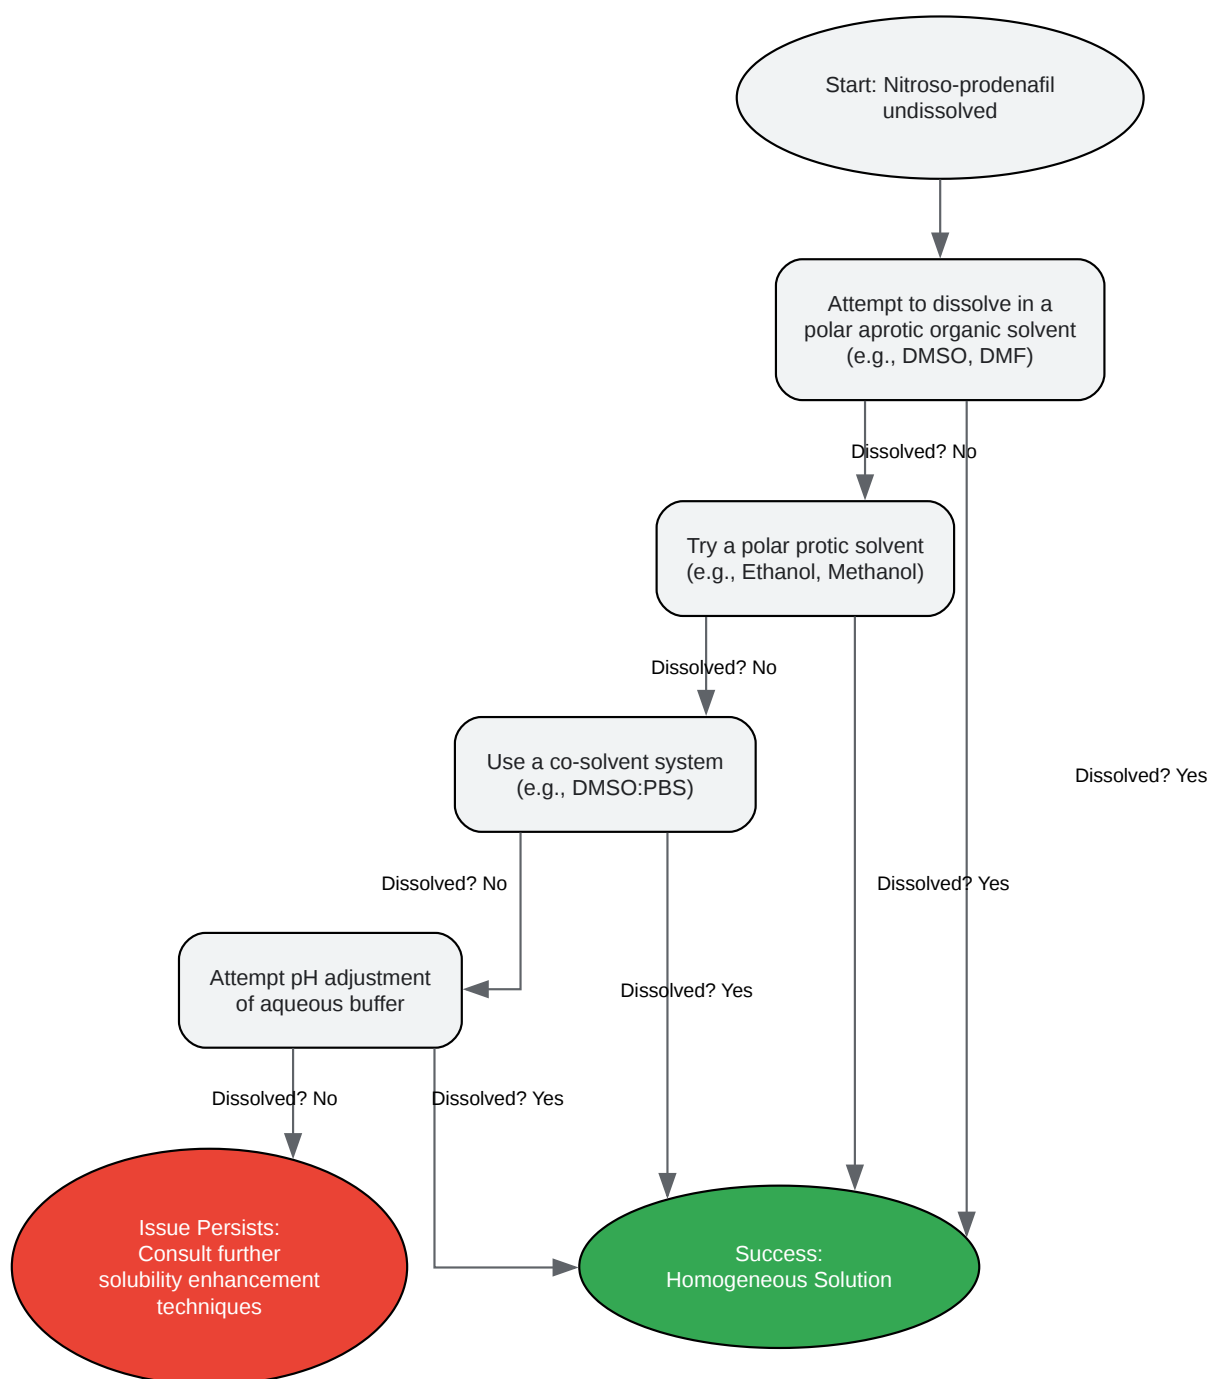 Start: Nitroso-prodenafil
undissolved
Attempt to dissolve in a
polar aprotic organic solvent
(e.g., DMSO, DMF)
Dissolved? No
Try a polar protic solvent
(e.g., Ethanol, Methanol)
Dissolved? No
Use a co-solvent system
(e.g., DMSO:PBS)
Dissolved? Yes
Dissolved? No
Dissolved? Yes
Attempt pH adjustment
of aqueous buffer
Dissolved? Yes
Dissolved? No
Dissolved? Yes
Issue Persists:
Consult further
solubility enhancement
techniques
Success:
Homogeneous Solution